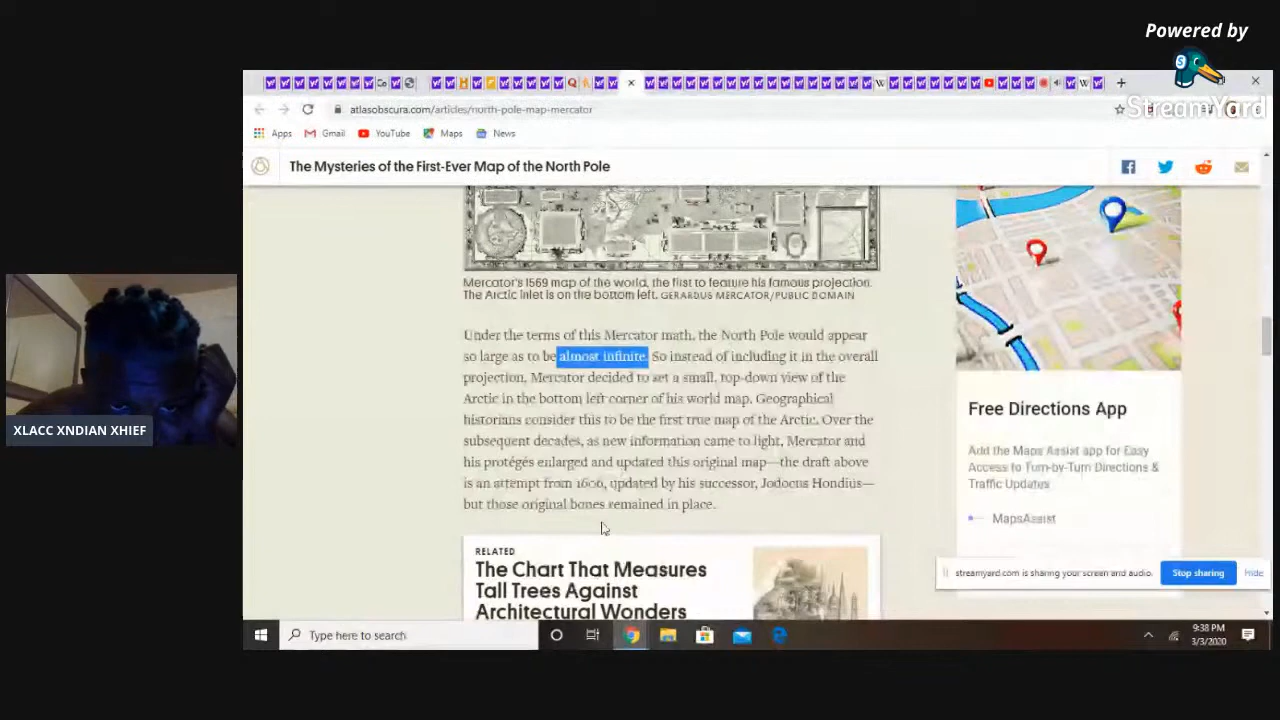 Powered by
StreamYard
atlasobscura.com/articles/north-pole-map-mercator
Apps Gmail YouTube Maps News
The Mysteries of the First-Ever Map of the North Pole
Mercator's 1569 map of the world, the first to feature his famous projection.
The Arctic Inlet is on the bottom left. GERARDUS MERCATOR/PUBLIC DOMAIN
Under the terms of this Mercator math, the North Pole would appear
so large as to be almost infinite. So instead of including it in the overall
projection, Mercator decided to set a small, top-down view of the
Arctic in the bottom left corner of his world map. Geographical
historians consider this to be the first true map of the Arctic. Over the
subsequent decades, as new information came to light, Mercator and
his protégés enlarged and updated this original map—the draft above
is an attempt from 1606, updated by his successor, Jodocus Hondius—
but those original bones remained in place.
RELATED
The Chart That Measures
Tall Trees Against
Architectural Wonders
Free Directions App
Add the Maps Assist app for Easy
Access to Turn-by-Turn Directions &
Traffic Updates
MapsAssist
streamyard.com is sharing your screen and audio.
Stop sharing
Hide
XLACC XNDIAN XHIEF
Type here to search
9:38 PM
3/3/2020